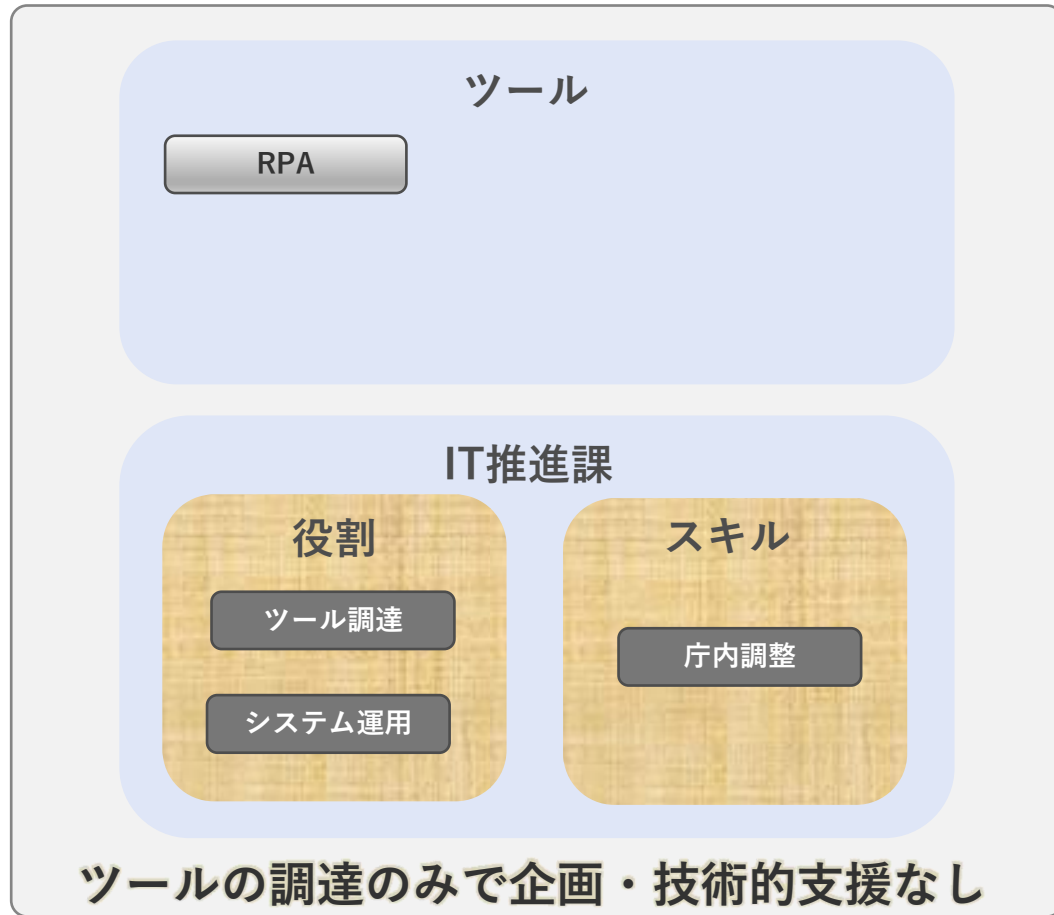 ツール
RPA
IT推進課
役割
スキル
ツール調達
庁内調整
システム運用
ツールの調達のみで企画・技術的支援なし